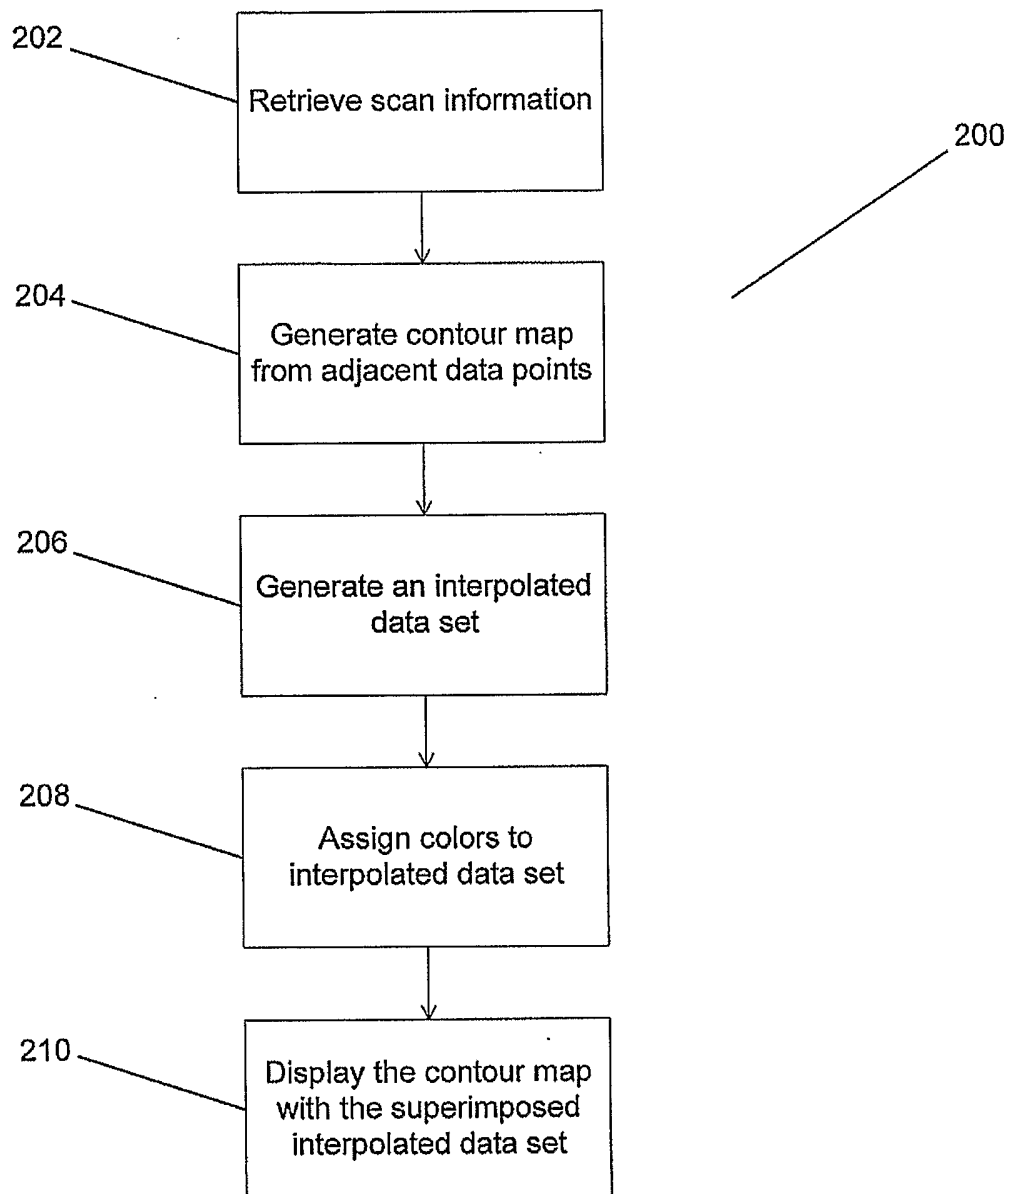 202
Retrieve scan information
200
204
Generate contour map
from adjacent data points
206
Generate an interpolated
data set
208
Assign colors to
interpolated data set
210
Display the contour map
with the superimposed
interpolated data set